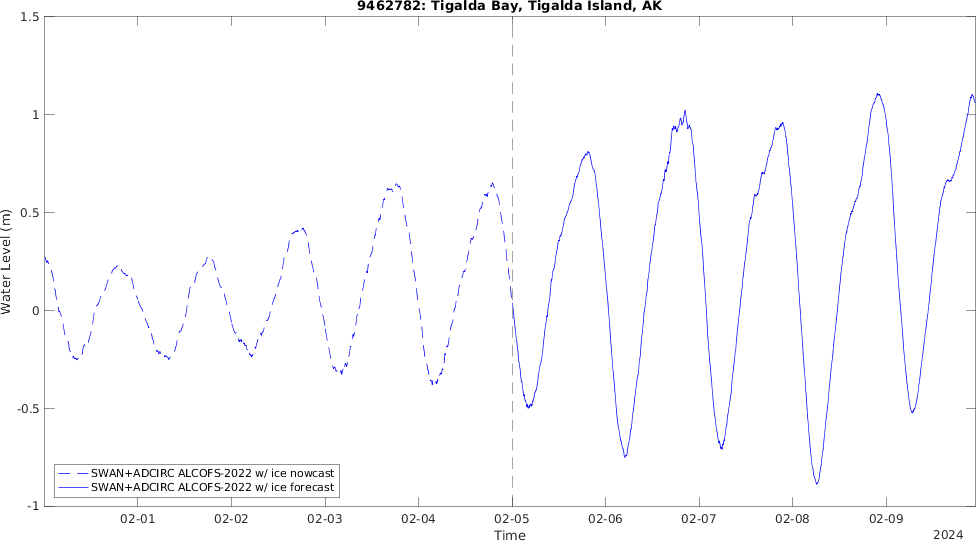 9462782: Tigalda Bay, Tigalda Island, AK
1.5
1
0.5
0
-0.5
-1
Water Level (m)
SWAN+ADCIRC ALCOFS-2022 w/ ice nowcast
SWAN+ADCIRC ALCOFS-2022 w/ ice forecast
02-01 02-02 02-03 02-04 02-05 02-06 02-07 02-08 02-09
Time
2024